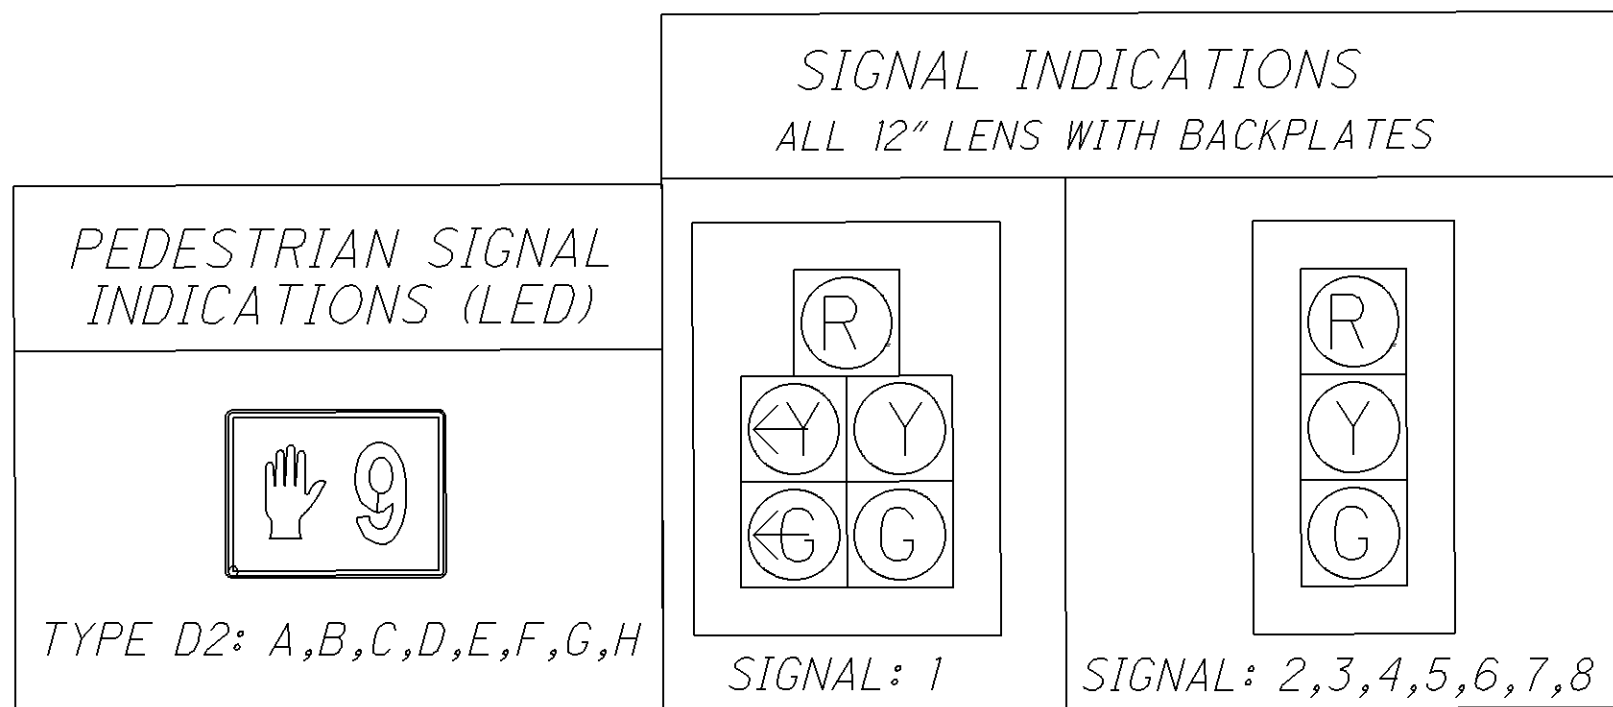 SIGNAL INDICATIONS
ALL 12" LENS WITH BACKPLATES
PEDESTRIAN SIGNAL
INDICATIONS (LED)
9
TYPE D2: A,B,C,D,E,F,G,H
R
Y Y
G G
SIGNAL: 1
R
Y
G
SIGNAL: 2,3,4,5,6,7,8